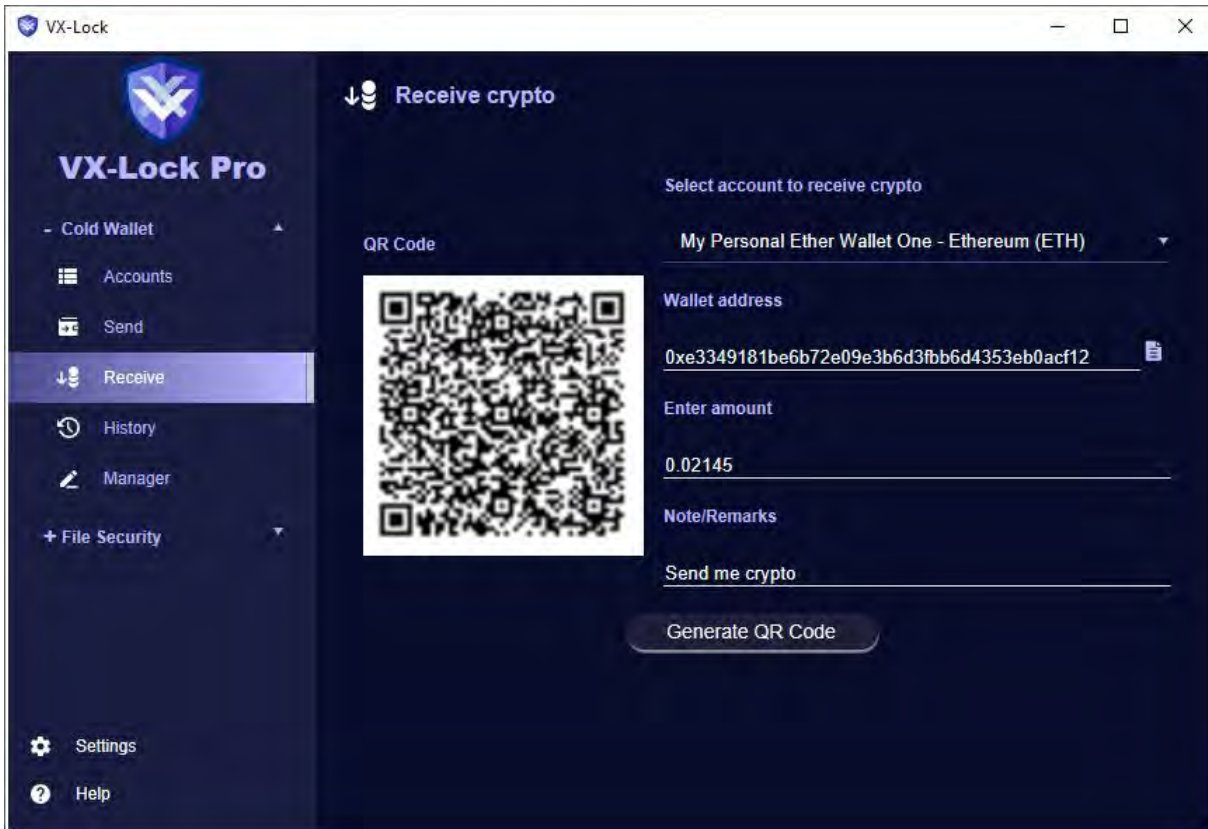 VX-Lock
VX-Lock Pro
- Cold Wallet
Accounts
Send
Receive
History
Manager
+ File Security
Settings
Help
Receive crypto
QR Code
Select account to receive crypto
My Personal Ether Wallet One - Ethereum (ETH)
Wallet address
0xe3349181be6b72e09e3b6d3fbb6d4353eb0acf12
Enter amount
0.02145
Note/Remarks
Send me crypto
Generate QR Code